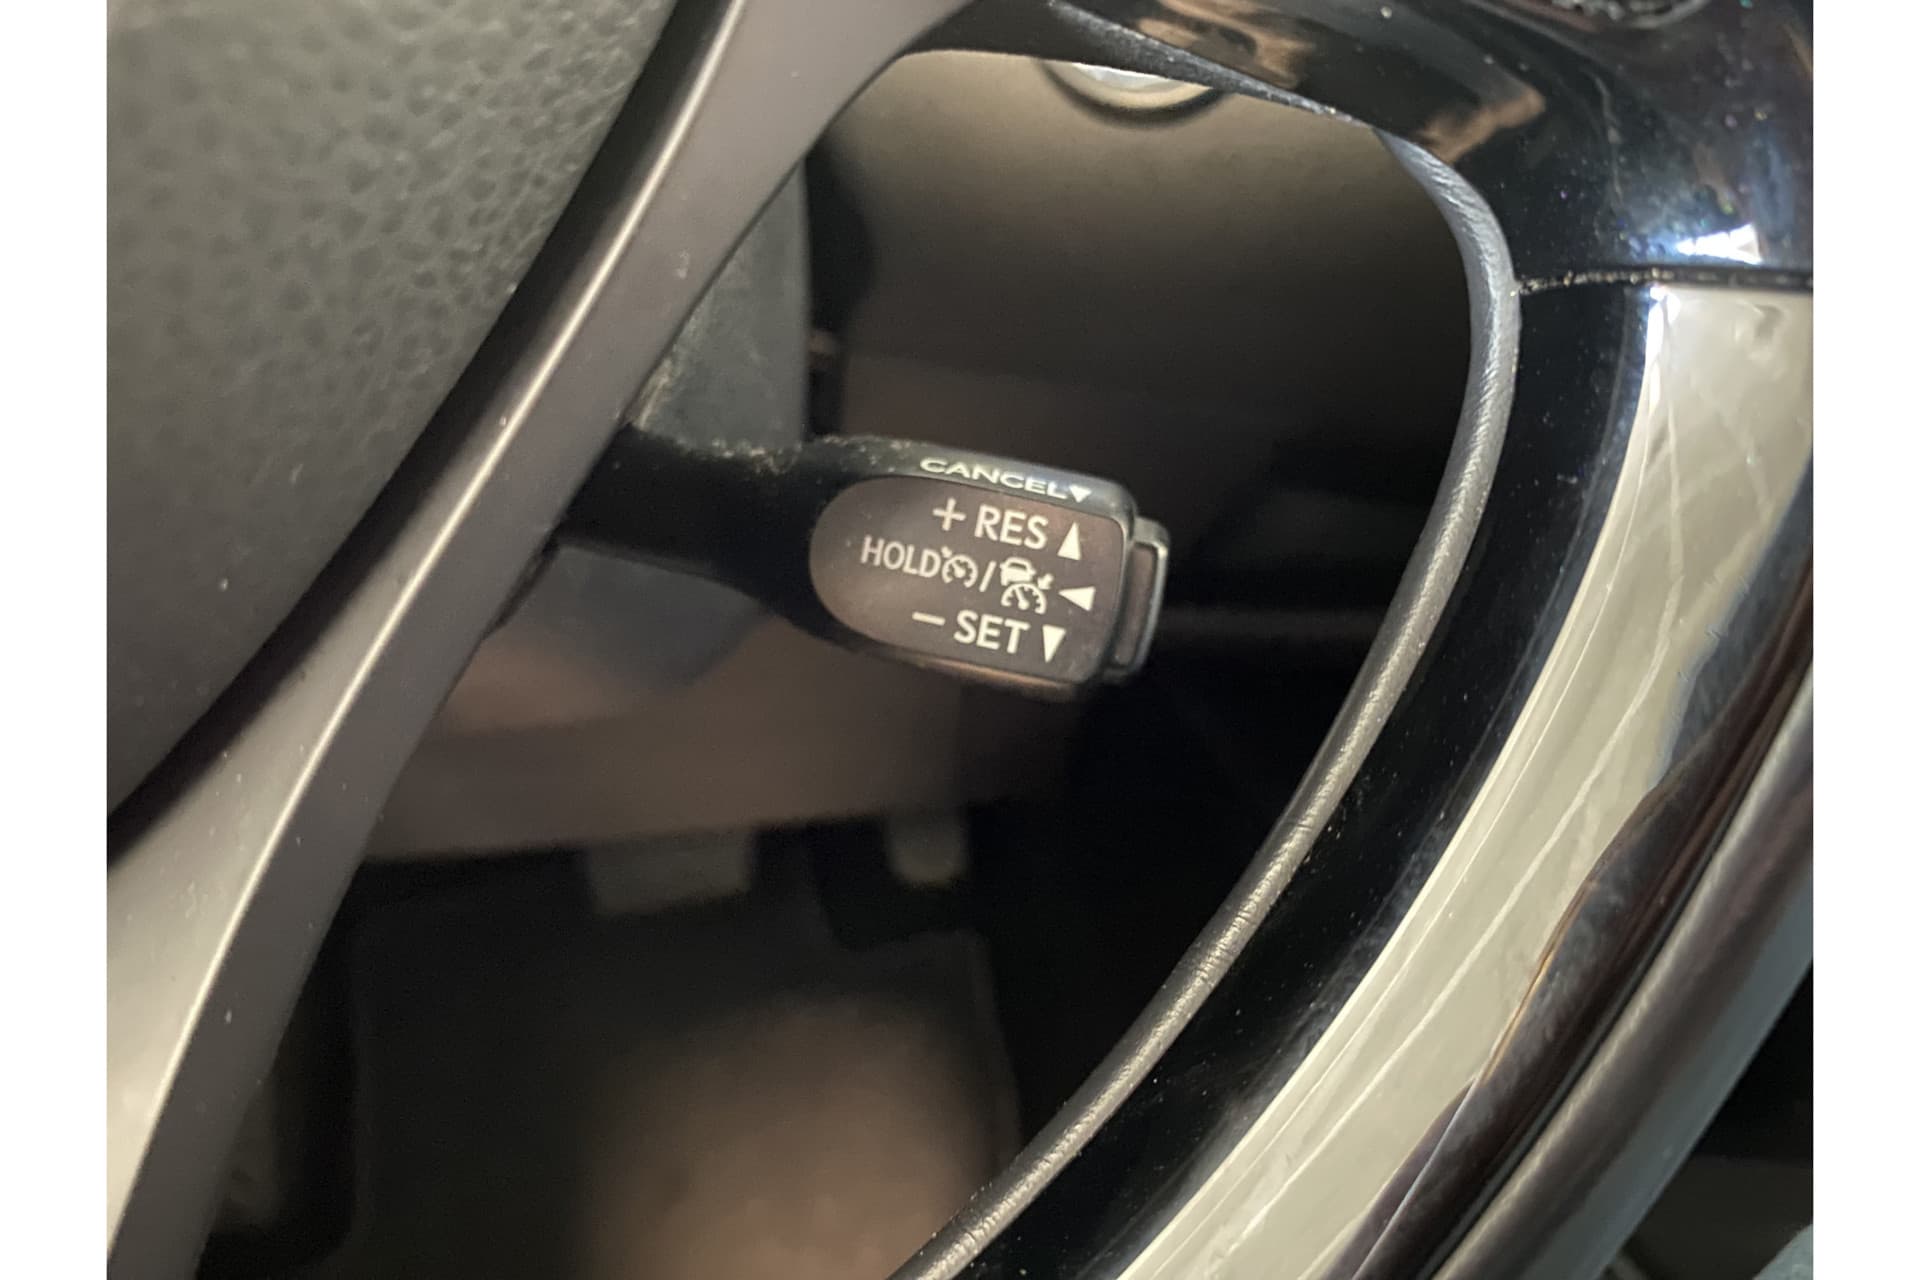 CANCEL▼
+ RES ▲
HOLD / ◀
− SET ▼